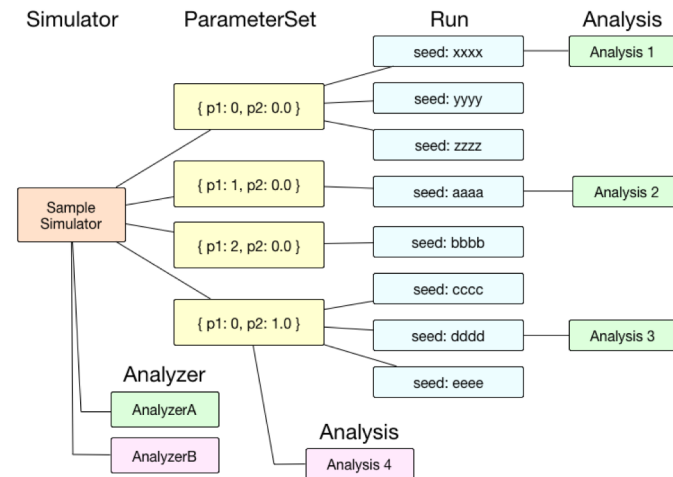 Simulator
ParameterSet
Run
Analysis
seed: xxxx
Analysis 1
{ p1: 0, p2: 0.0 }
seed: yyyy
seed: zzzz
{ p1: 1, p2: 0.0 }
seed: aaaa
Analysis 2
Sample
Simulator
{ p1: 2, p2: 0.0 }
seed: bbbb
seed: cccc
{ p1: 0, p2: 1.0 }
seed: dddd
Analysis 3
seed: eeee
Analyzer
AnalyzerA
AnalyzerB
Analysis
Analysis 4